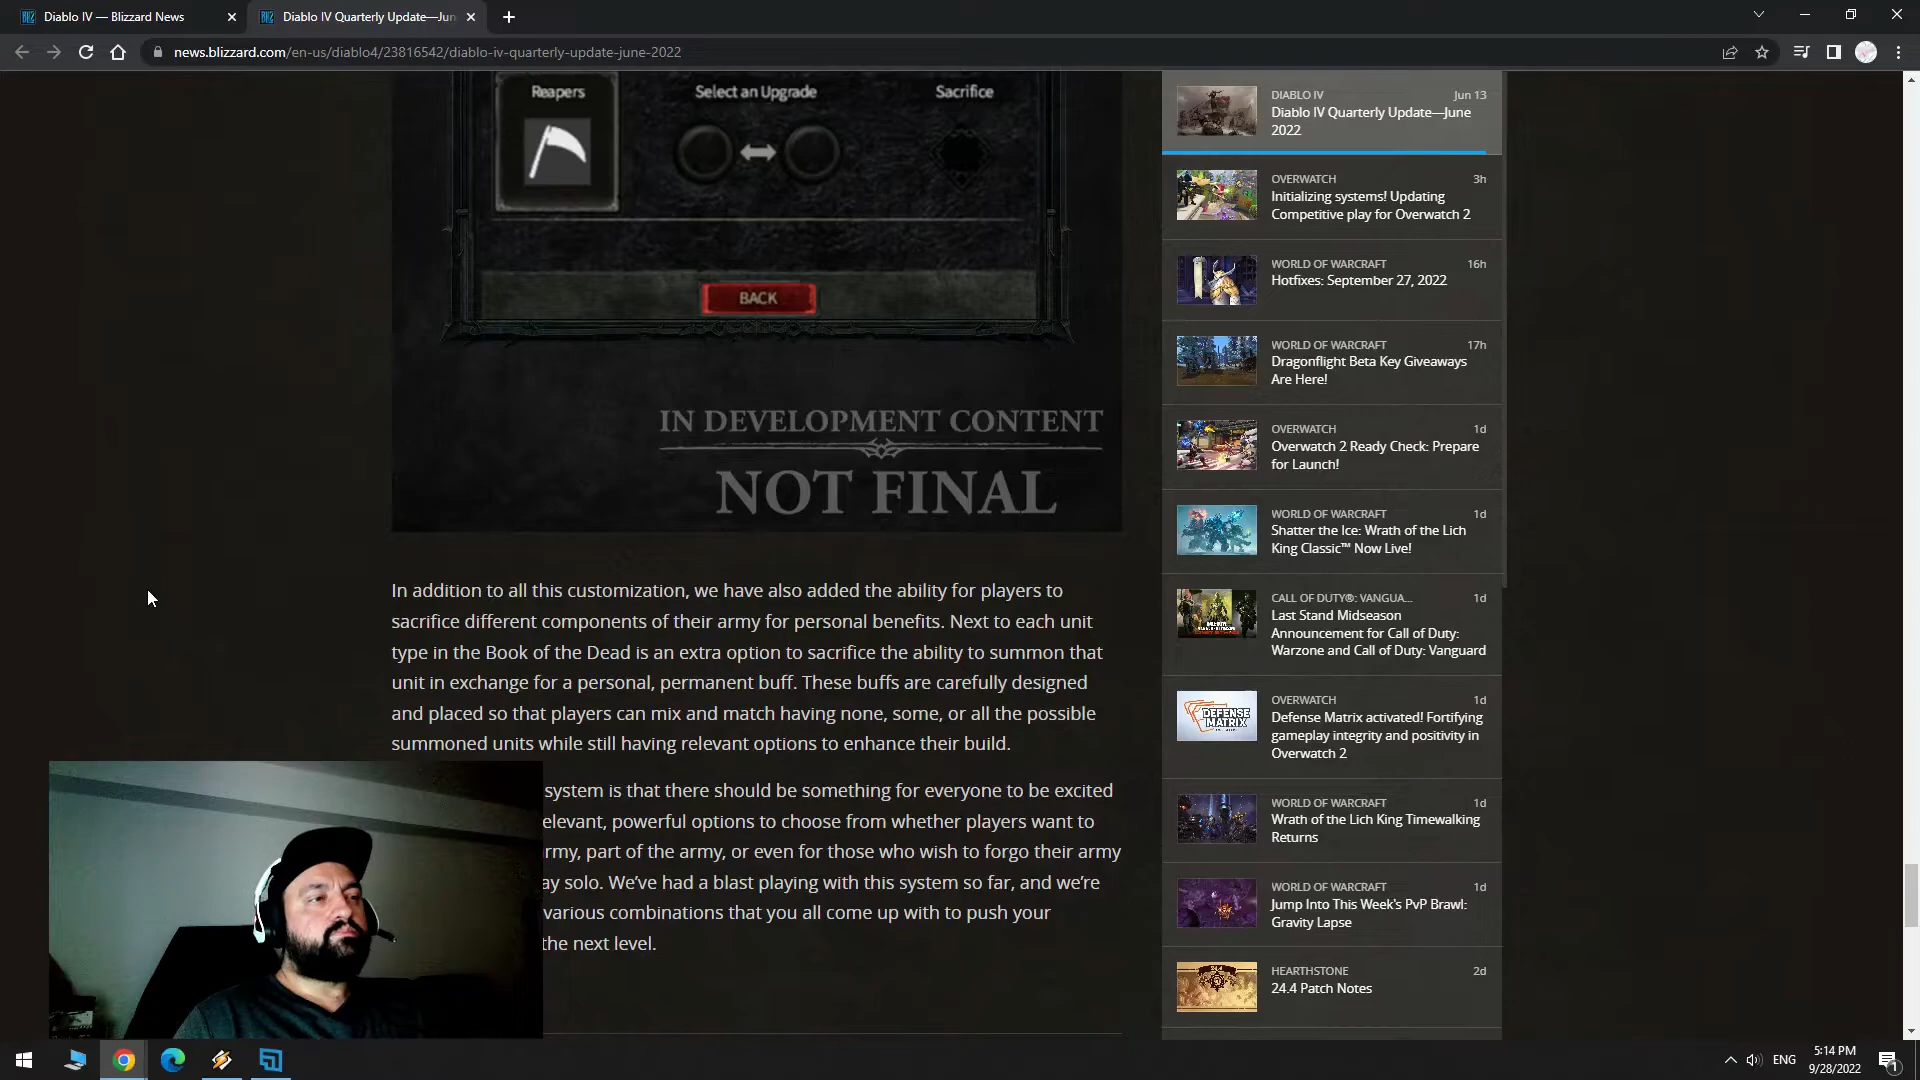 Diablo IV — Blizzard News
Diablo IV Quarterly Update—Jun
news.blizzard.com/en-us/diablo4/23816542/diablo-iv-quarterly-update-june-2022
Reapers
Select an Upgrade
Sacrifice
BACK
IN DEVELOPMENT CONTENT
NOT FINAL
In addition to all this customization, we have also added the ability for players to
sacrifice different components of their army for personal benefits. Next to each unit
type in the Book of the Dead is an extra option to sacrifice the ability to summon that
unit in exchange for a personal, permanent buff. These buffs are carefully designed
and placed so that players can mix and match having none, some, or all the possible
summoned units while still having relevant options to enhance their build.
system is that there should be something for everyone to be excited
elevant, powerful options to choose from whether players want to
rmy, part of the army, or even for those who wish to forgo their army
ay solo. We've had a blast playing with this system so far, and we're
various combinations that you all come up with to push your
the next level.
DIABLO IV Jun 13
Diablo IV Quarterly Update—June
2022
OVERWATCH 3h
Initializing systems! Updating
Competitive play for Overwatch 2
WORLD OF WARCRAFT 16h
Hotfixes: September 27, 2022
WORLD OF WARCRAFT 17h
Dragonflight Beta Key Giveaways
Are Here!
OVERWATCH 1d
Overwatch 2 Ready Check: Prepare
for Launch!
WORLD OF WARCRAFT 1d
Shatter the Ice: Wrath of the Lich
King Classic™ Now Live!
CALL OF DUTY®: VANGUA... 1d
Last Stand Midseason
Announcement for Call of Duty:
Warzone and Call of Duty: Vanguard
OVERWATCH 1d
DEFENSE
MATRIX
Defense Matrix activated! Fortifying
gameplay integrity and positivity in
Overwatch 2
WORLD OF WARCRAFT 1d
Wrath of the Lich King Timewalking
Returns
WORLD OF WARCRAFT 1d
Jump Into This Week's PvP Brawl:
Gravity Lapse
HEARTHSTONE 2d
24.4
24.4 Patch Notes
ENG
5:14 PM
9/28/2022
1